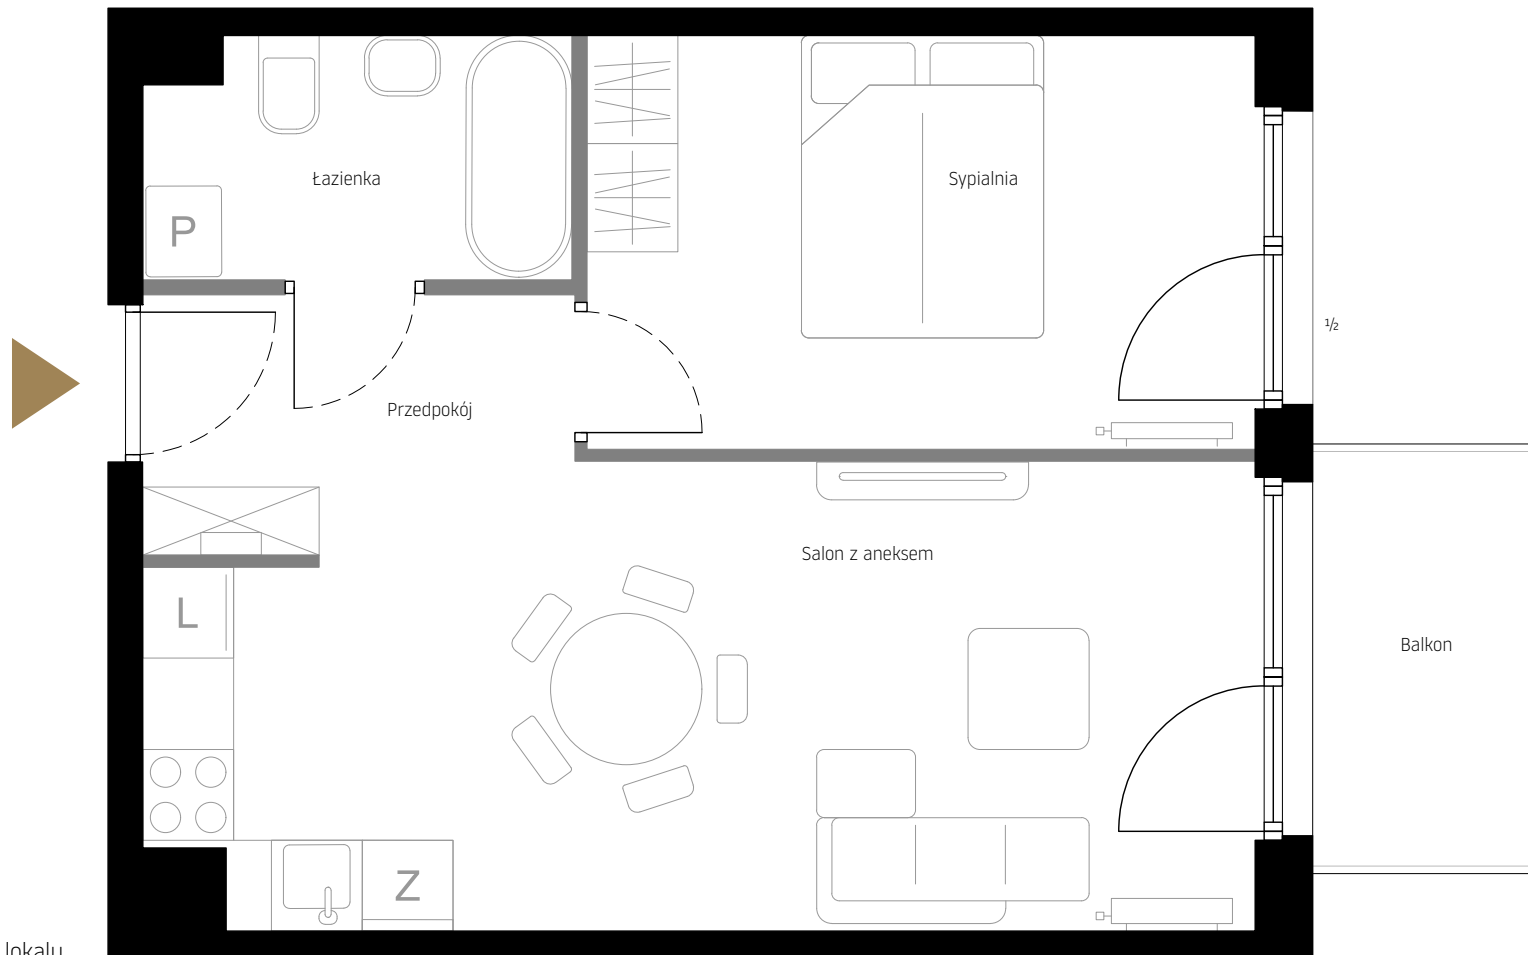 Łazienka
Sypialnia
P
½
Przedpokój
Salon z aneksem
L
Balkon
Z
lokalu